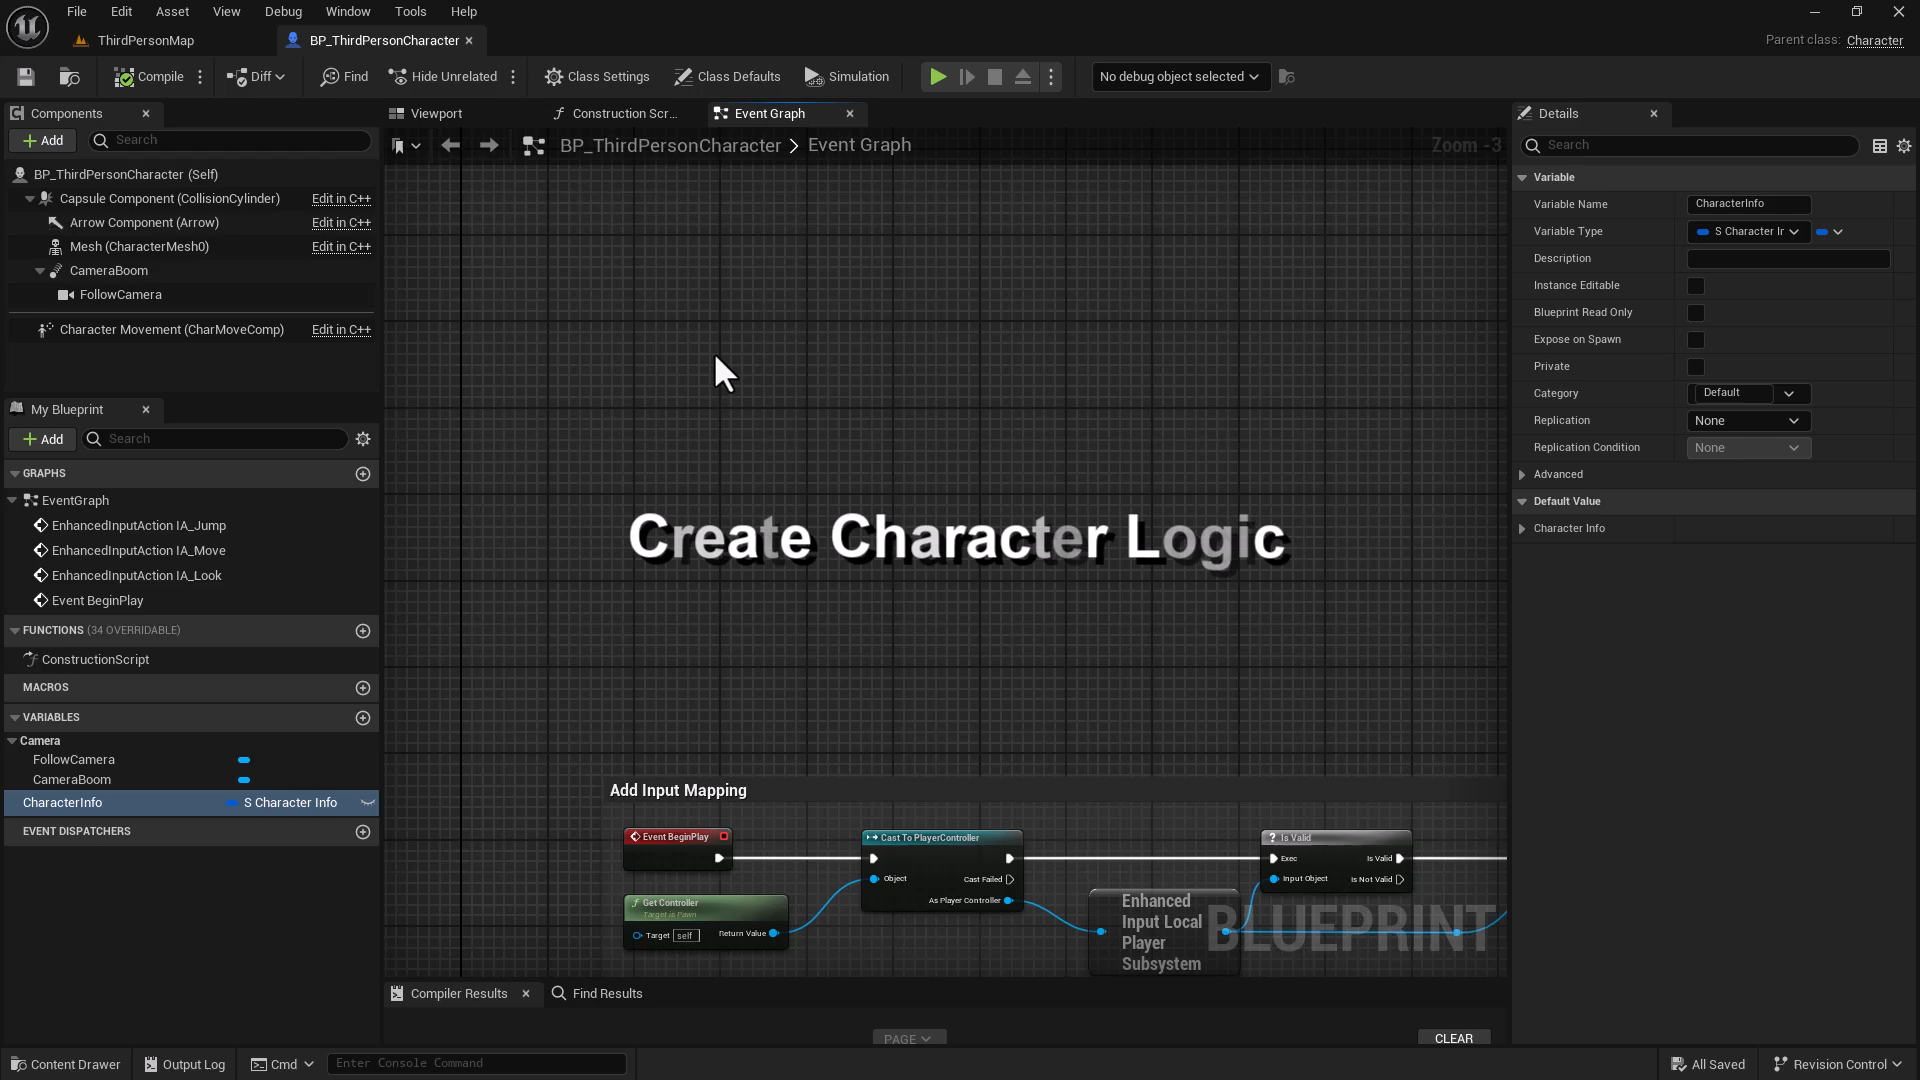 File Edit Asset View Debug Window Tools Help
ThirdPersonMap
BP_ThirdPersonCharacter
Parent class: Character
Compile
Diff
Find
Hide Unrelated
Class Settings
Class Defaults
Simulation
No debug object selected
Components
Add
Search
BP_ThirdPersonCharacter (Self)
Capsule Component (CollisionCylinder) Edit in C++
Arrow Component (Arrow) Edit in C++
Mesh (CharacterMesh0) Edit in C++
CameraBoom
FollowCamera
Character Movement (CharMoveComp) Edit in C++
My Blueprint
Add
Search
GRAPHS
EventGraph
EnhancedInputAction IA_Jump
EnhancedInputAction IA_Move
EnhancedInputAction IA_Look
Event BeginPlay
FUNCTIONS (34 OVERRIDABLE)
ConstructionScript
MACROS
VARIABLES
Camera
FollowCamera
CameraBoom
CharacterInfo S Character Info
EVENT DISPATCHERS
Viewport
Construction Scr...
Event Graph
BP_ThirdPersonCharacter > Event Graph
Zoom -3
Create Character Logic
Add Input Mapping
Event BeginPlay
Get Controller
Target is Pawn
Target self Return Value
Cast To PlayerController
Object
Cast Failed
As Player Controller
Enhanced
Input Local
Player
Subsystem
Is Valid
Exec Is Valid
Input Object Is Not Valid
BLUEPRINT
Compiler Results
Find Results
PAGE
CLEAR
Details
Search
Variable
Variable Name CharacterInfo
Variable Type S Character Ir
Description
Instance Editable
Blueprint Read Only
Expose on Spawn
Private
Category Default
Replication None
Replication Condition None
Advanced
Default Value
Character Info
Content Drawer
Output Log
Cmd
Enter Console Command
All Saved
Revision Control